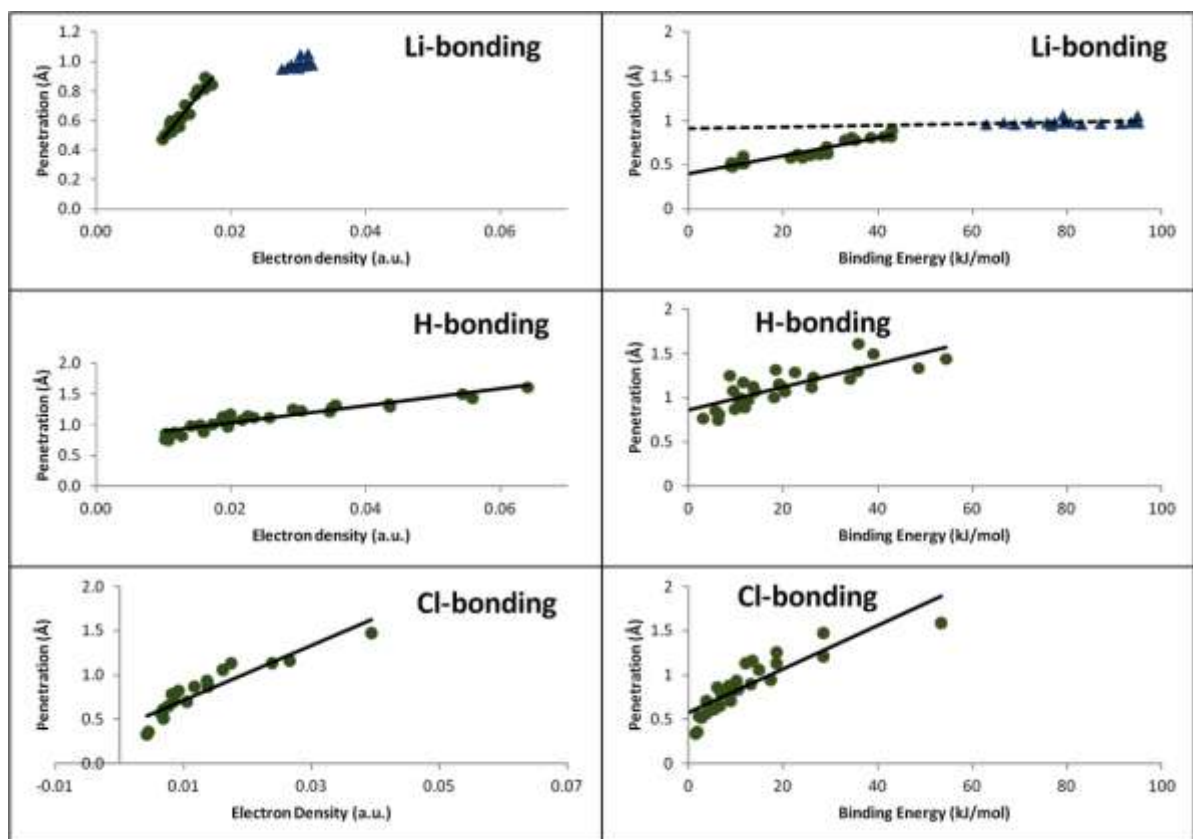 Li-bonding
Penetration (Å)
1.2
1.0
0.8
0.6
0.4
0.2
0.0
0.00 0.02 0.04 0.06
Electron density (a.u.)
Li-bonding
Penetration (Å)
2
1.5
1
0.5
0
0 20 40 60 80 100
Binding Energy (kJ/mol)
H-bonding
Penetration (Å)
2.0
1.5
1.0
0.5
0.0
0.00 0.02 0.04 0.06
Electron density (a.u.)
H-bonding
Penetration (Å)
2
1.5
1
0.5
0
0 20 40 60 80 100
Binding Energy (kJ/mol)
Cl-bonding
Penetration (Å)
2.0
1.5
1.0
0.5
0.0
-0.01 0.01 0.03 0.05 0.07
Electron Density (a.u.)
Cl-bonding
Penetration (Å)
2
1.5
1
0.5
0
0 20 40 60 80 100
Binding Energy (kJ/mol)